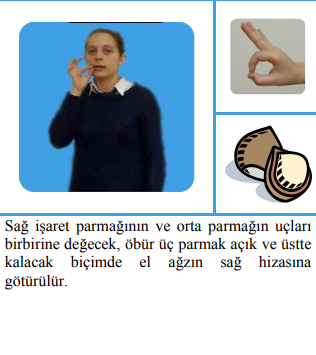 Sağ işaret parmağının ve orta parmağın uçları
birbirine değecek, öbür üç parmak açık ve üstte
kalacak biçimde el ağzın sağ hizasına
götürülür.